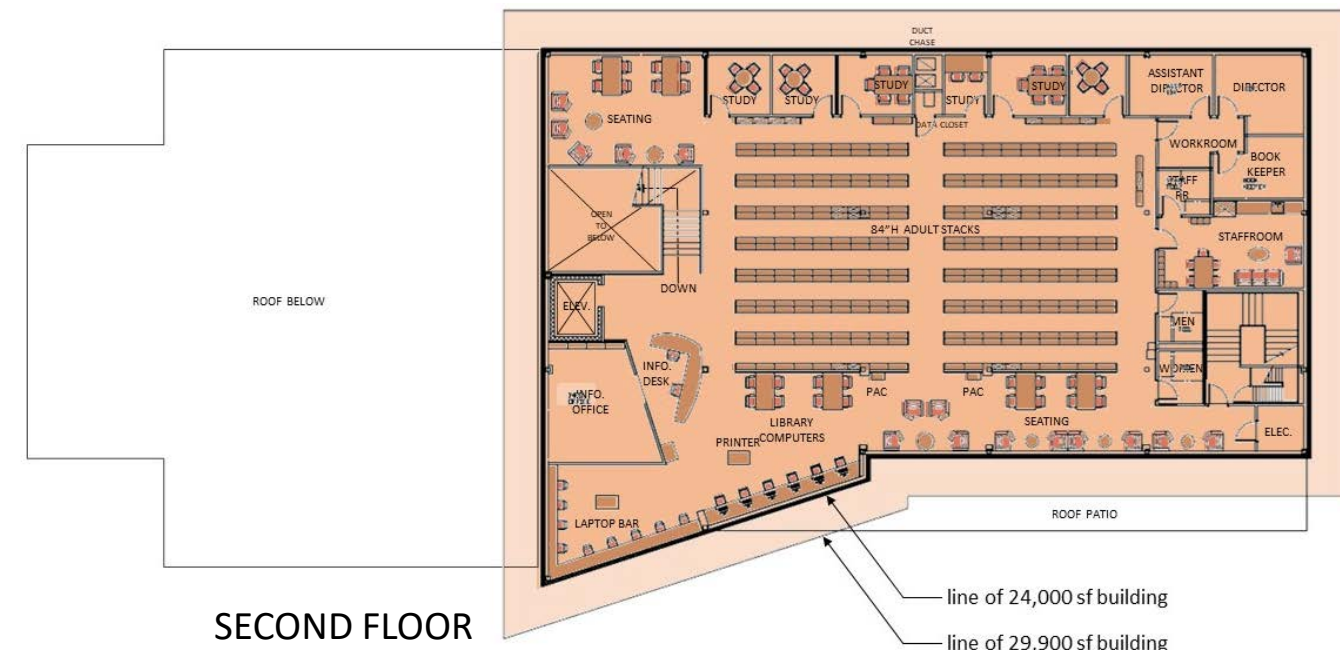 DUCT
CHASE
SEATING
STUDY
STUDY
STUDY
STUDY
STUDY
DATA CLOSET
ASSISTANT
DIRECTOR
DIRECTOR
WORKROOM
BOOK
KEEPER
STAFF
RR
STAFFROOM
OPEN
TO
BELOW
84"H ADULT STACKS
DOWN
ROOF BELOW
ELEV.
MEN
WOMEN
INFO.
DESK
INFO.
OFFICE
PAC
PAC
LIBRARY
COMPUTERS
SEATING
ELEC.
PRINTER
LAPTOP BAR
ROOF PATIO
line of 24,000 sf building
SECOND FLOOR
line of 29,900 sf building